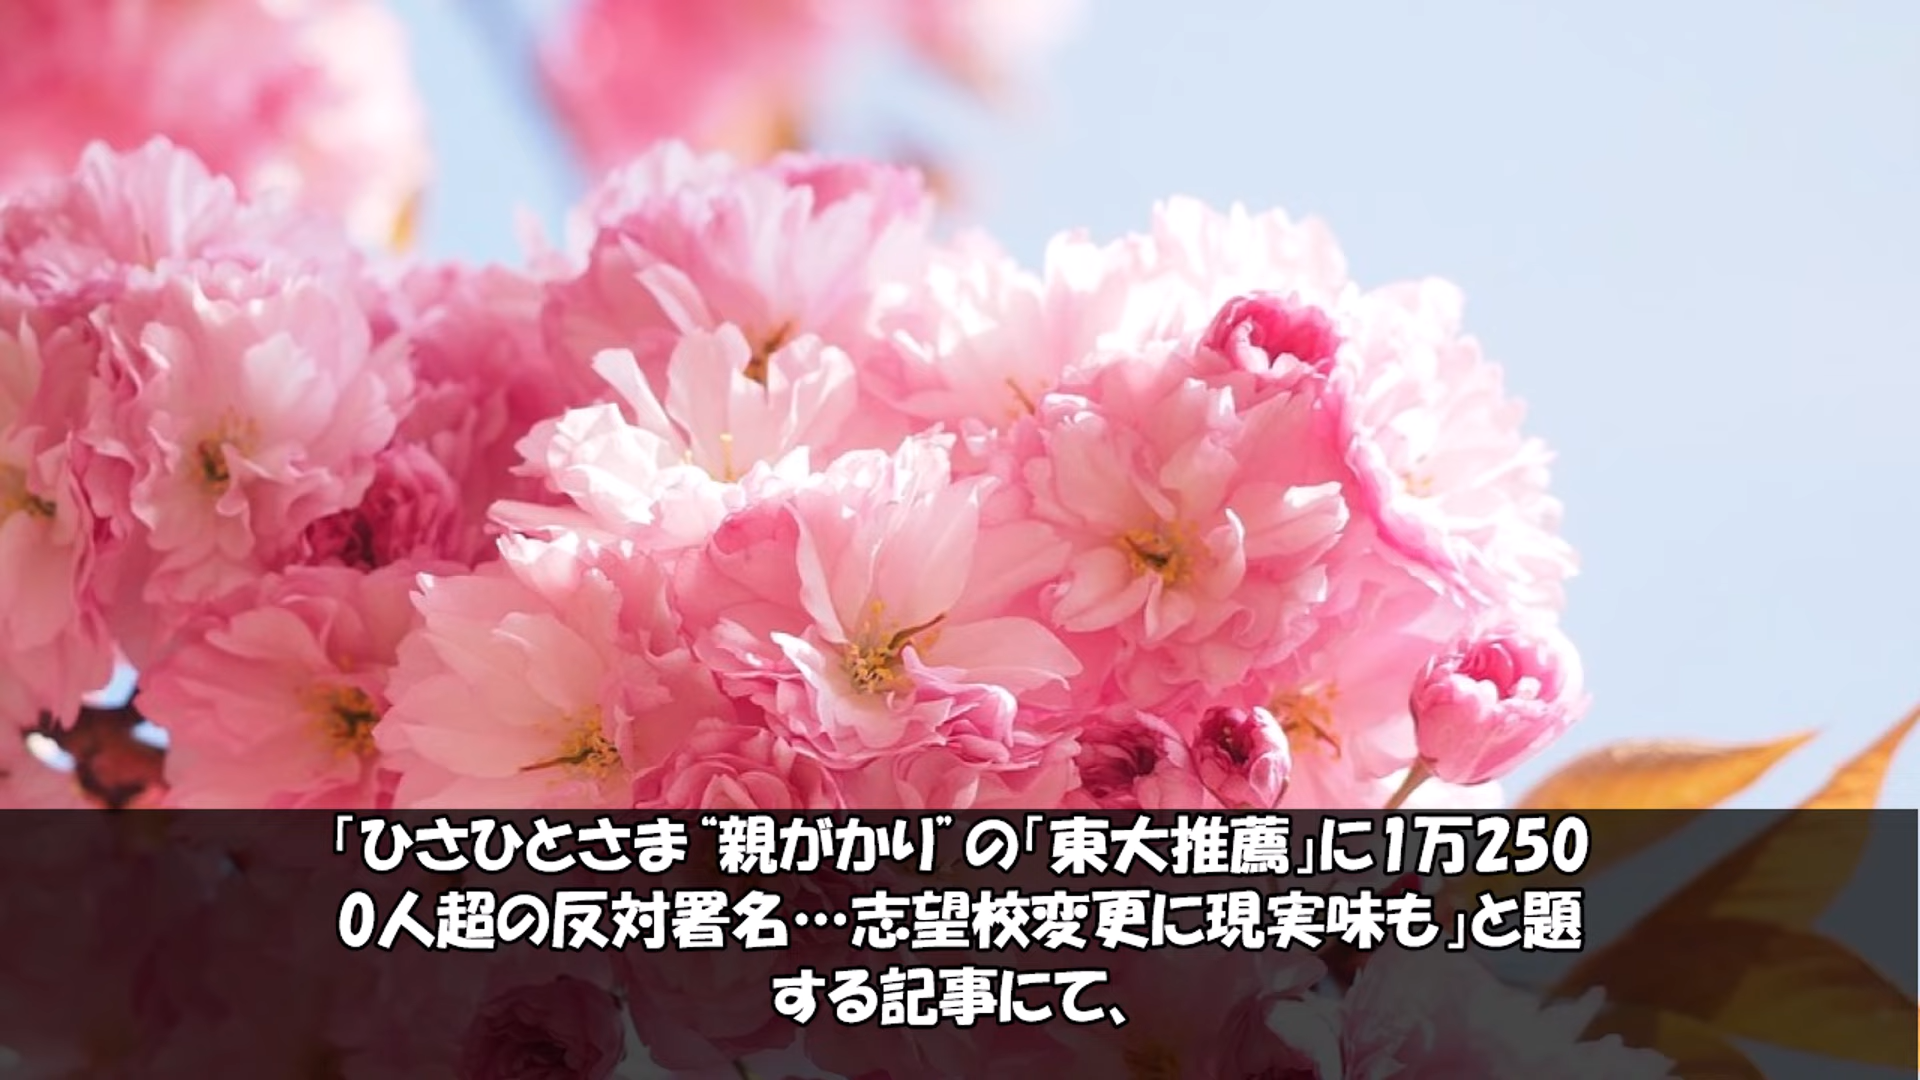 「ひさひとさま“親がかり”の「東大推薦」に1万250
0人超の反対署名…志望校変更に現実味も」と題
する記事にて、